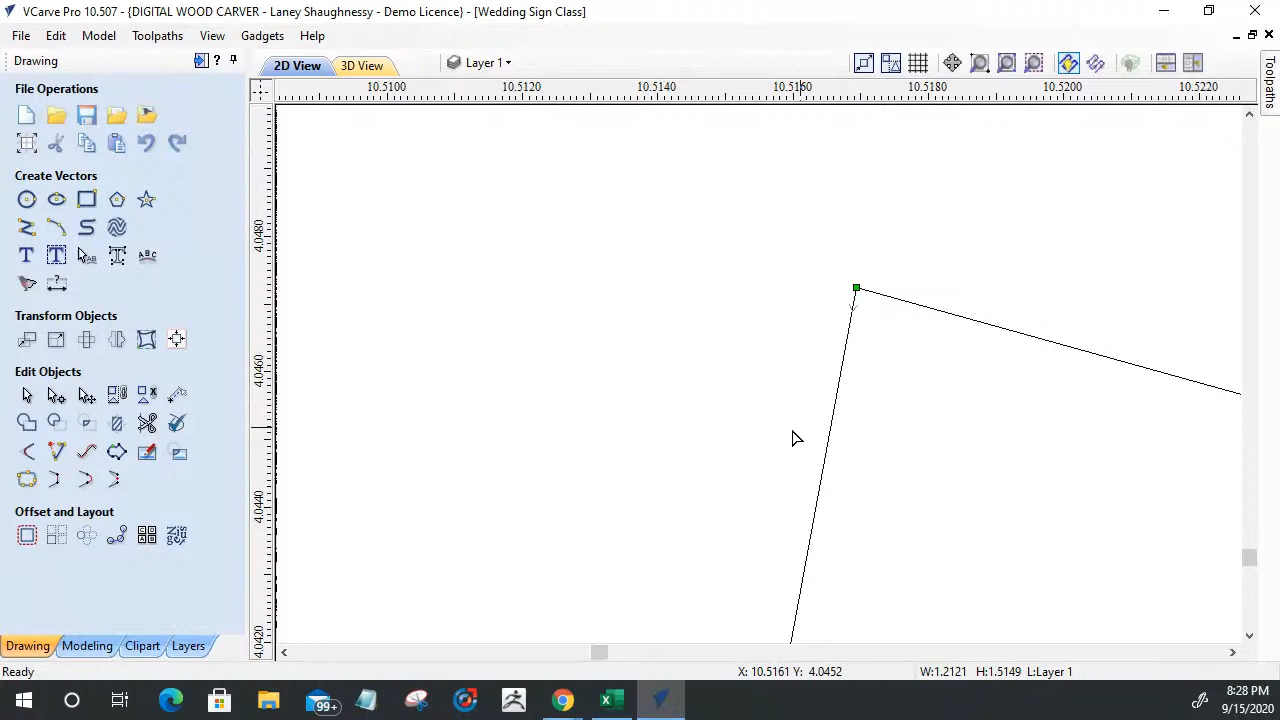 VCarve Pro 10.507 - {DIGITAL WOOD CARVER - Laney Shaughnessy - Demo Licence} - [Wedding Sign Class]
File Edit Model Toolpaths View Gadgets Help
Drawing
2D View 3D View Layer 1
File Operations
10.5100 10.5120 10.5140 10.5160 10.5180 10.5200 10.5220
Toolpaths
Create Vectors
4.0480
Transform Objects
4.0460
Edit Objects
4.0440
Offset and Layout
4.0420
Drawing Modeling Clipart Layers
Ready X: 10.5161 Y: 4.0452 W:1.2121 H:1.5149 L:Layer 1
99+
8:28 PM
9/15/2020